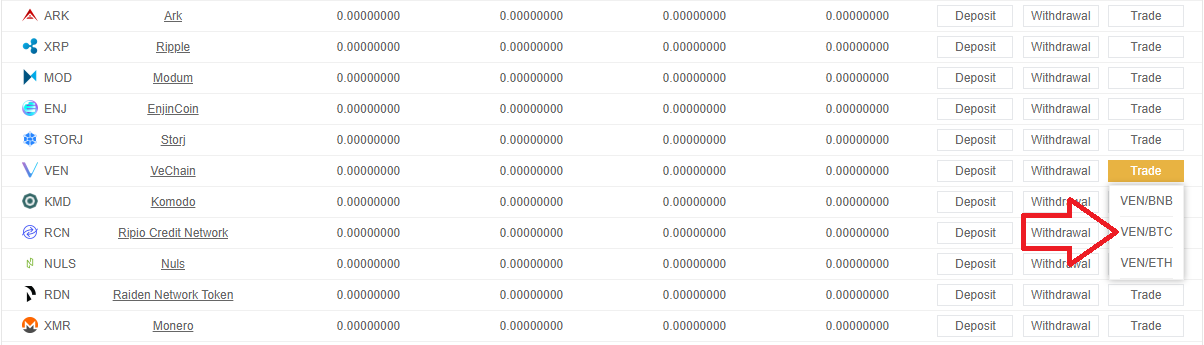 ARK Ark 0.00000000 0.00000000 0.00000000 0.00000000 Deposit Withdrawal Trade
XRP Ripple 0.00000000 0.00000000 0.00000000 0.00000000 Deposit Withdrawal Trade
MOD Modum 0.00000000 0.00000000 0.00000000 0.00000000 Deposit Withdrawal Trade
ENJ EnjinCoin 0.00000000 0.00000000 0.00000000 0.00000000 Deposit Withdrawal Trade
STORJ Storj 0.00000000 0.00000000 0.00000000 0.00000000 Deposit Withdrawal Trade
VEN VeChain 0.00000000 0.00000000 0.00000000 0.00000000 Deposit Withdrawal Trade
KMD Komodo 0.00000000 0.00000000 0.00000000 0.00000000 Deposit Withdrawal VEN/BNB
RCN Ripio Credit Network 0.00000000 0.00000000 0.00000000 0.00000000 Deposit Withdrawal VEN/BTC
NULS Nuls 0.00000000 0.00000000 0.00000000 0.00000000 Deposit Withdrawal VEN/ETH
RDN Raiden Network Token 0.00000000 0.00000000 0.00000000 0.00000000 Deposit Withdrawal Trade
XMR Monero 0.00000000 0.00000000 0.00000000 0.00000000 Deposit Withdrawal Trade